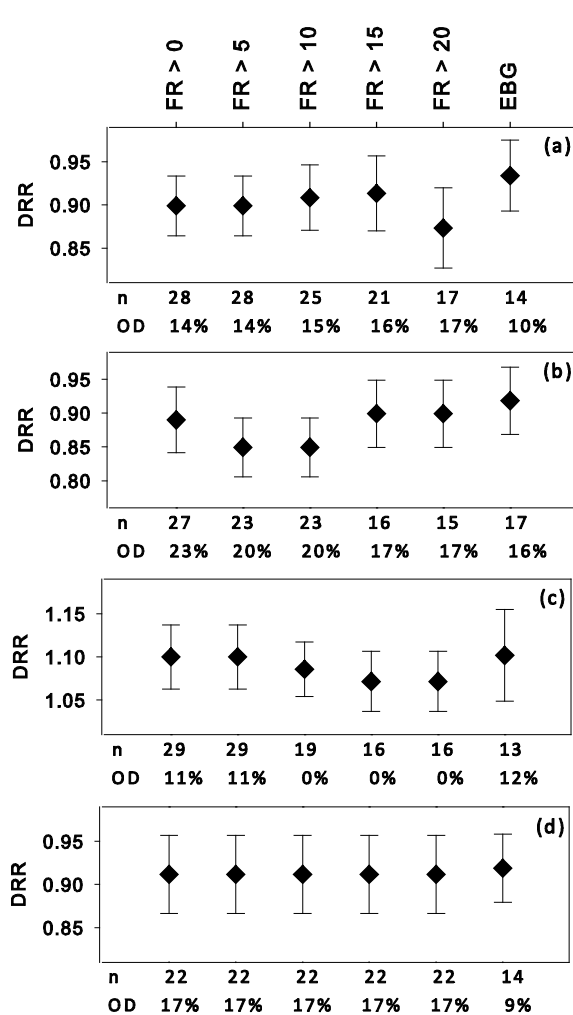 FR > 0 FR > 5 FR > 10 FR > 15 FR > 20 EBG
(a)
0.95
DRR
0.90
0.85
n 28 28 25 21 17 14
OD 14% 14% 15% 16% 17% 10%
(b)
0.95
DRR
0.90
0.85
0.80
n 27 23 23 16 15 17
OD 23% 20% 20% 17% 17% 16%
(c)
1.15
DRR
1.10
1.05
n 29 29 19 16 16 13
OD 11% 11% 0% 0% 0% 12%
(d)
0.95
DRR
0.90
0.85
n 22 22 22 22 22 14
OD 17% 17% 17% 17% 17% 9%